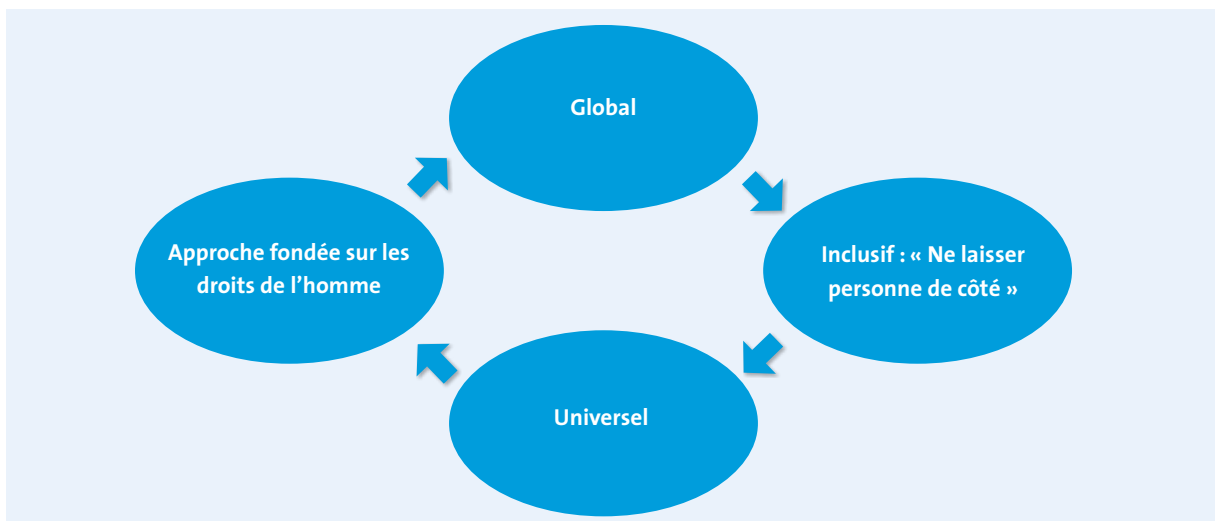 Global
Approche fondée sur les
droits de l’homme
Inclusif : « Ne laisser
personne de côté »
Universel